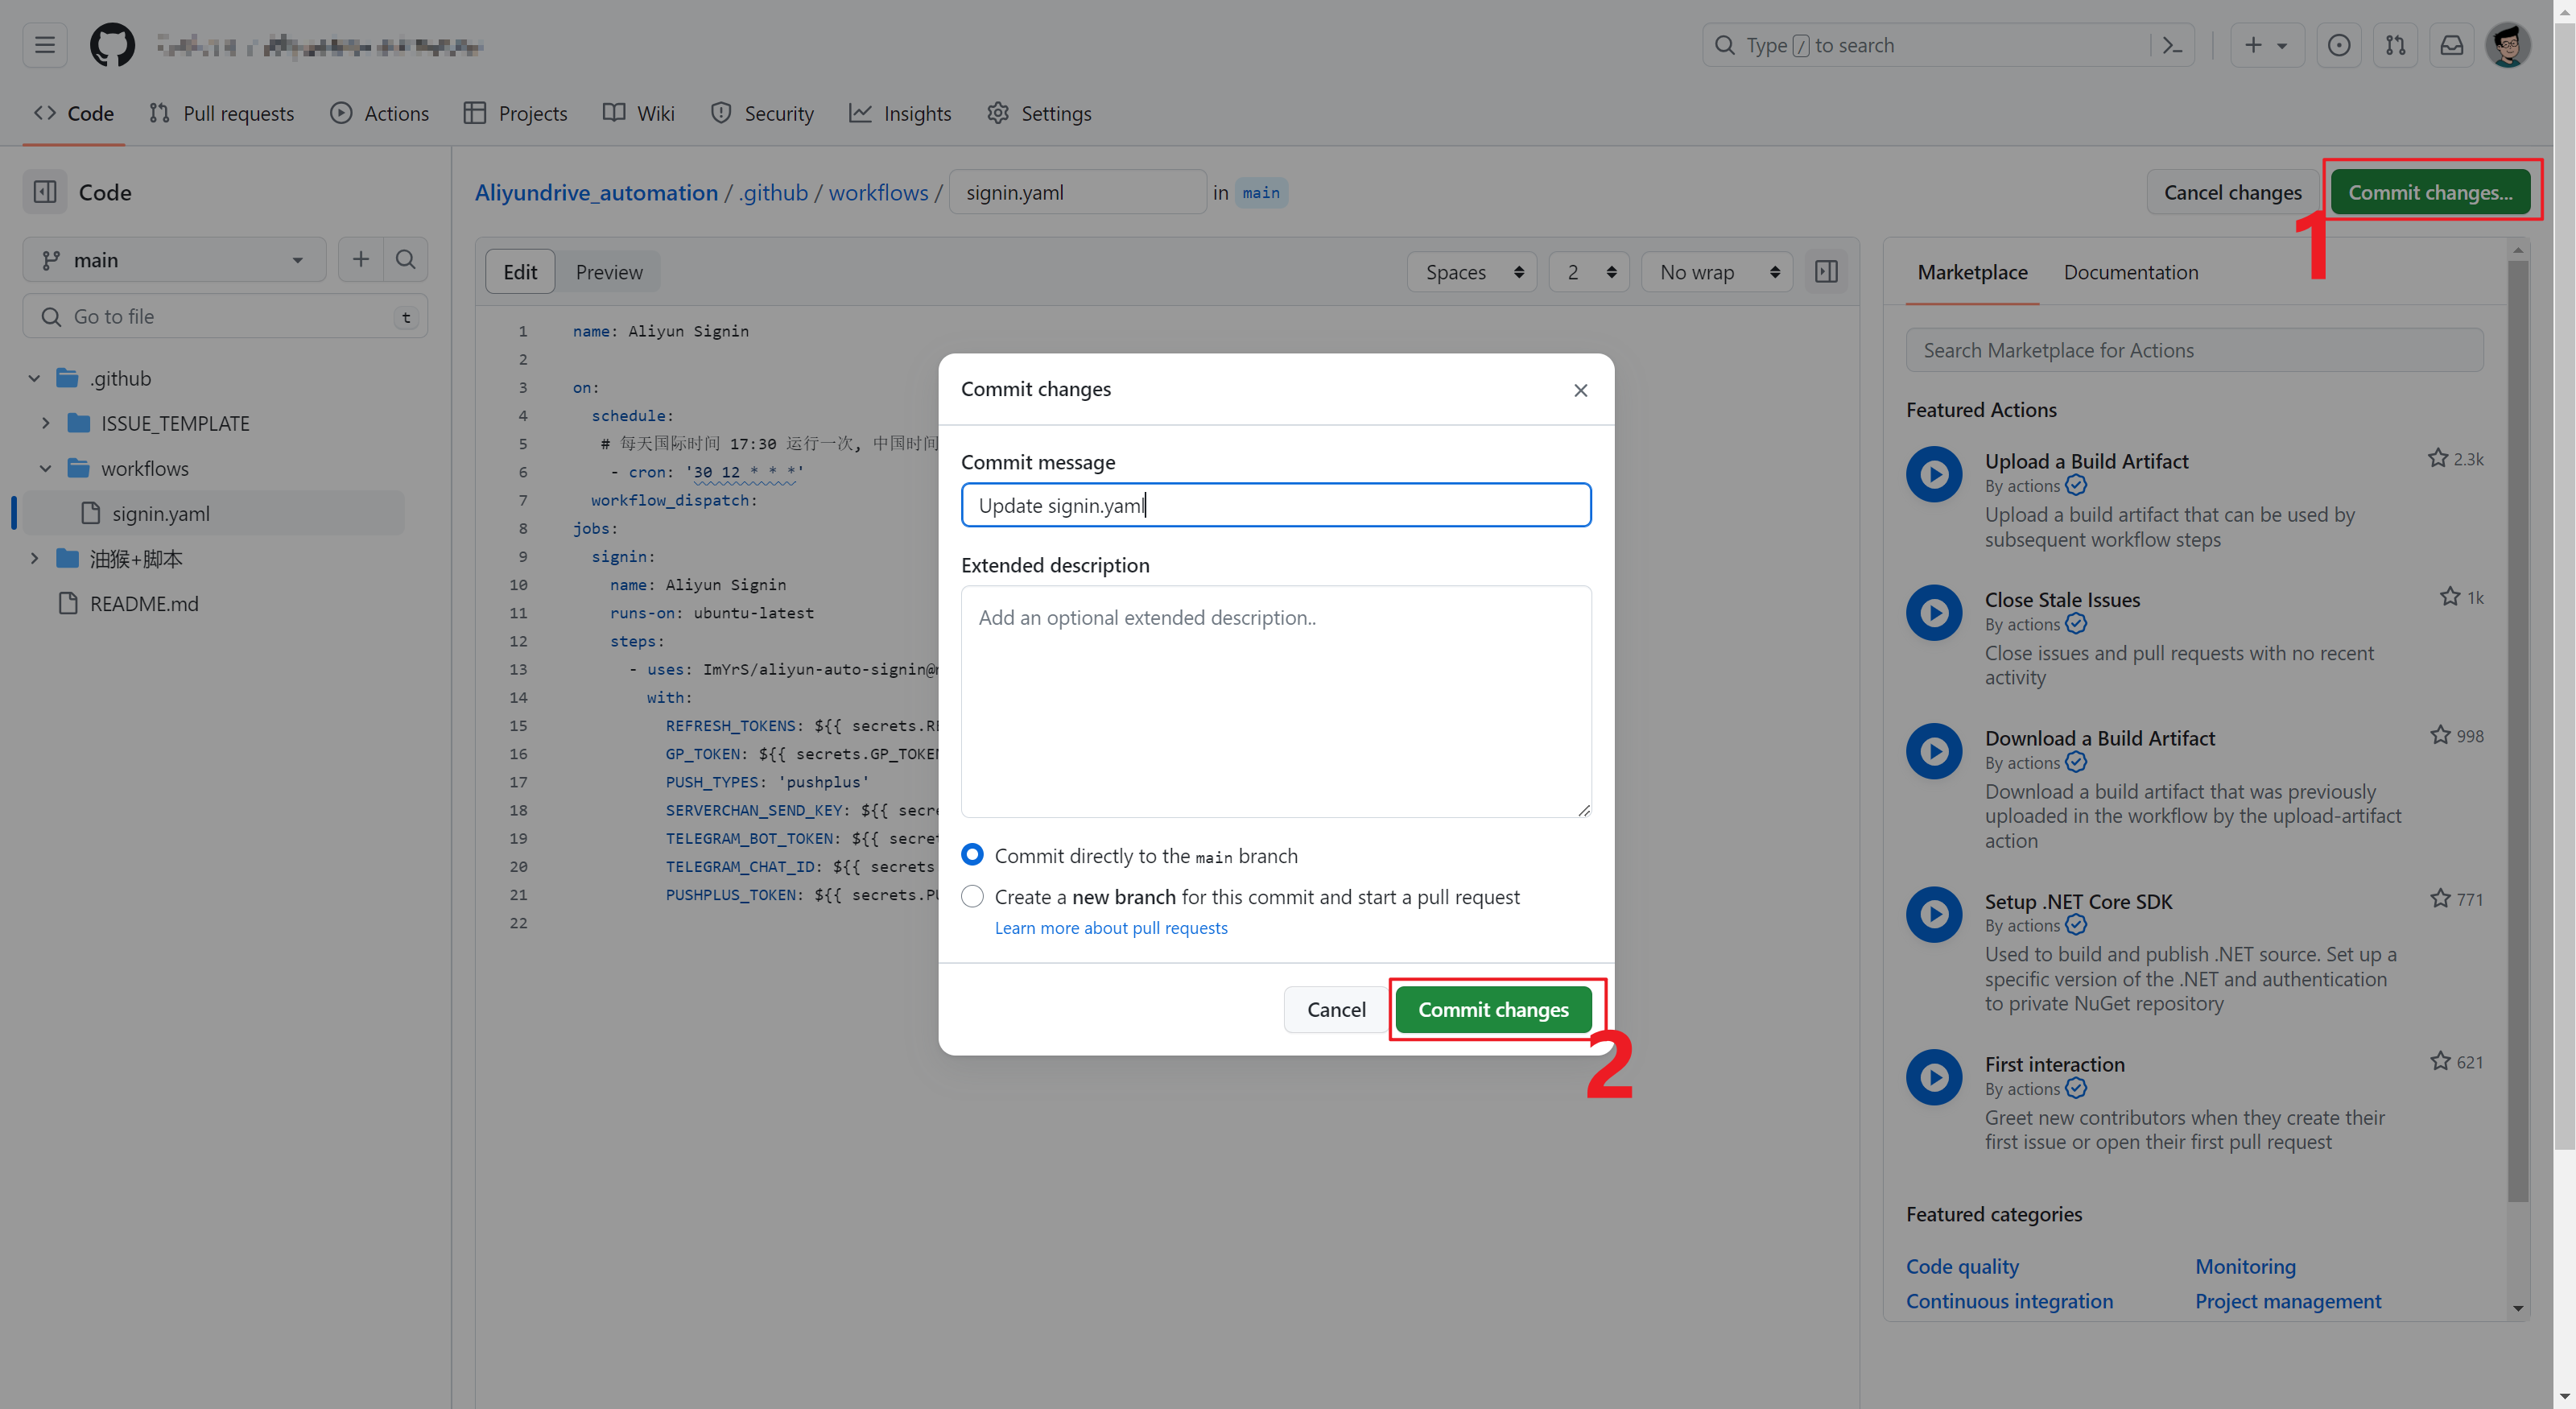 Type / to search
Code
Pull requests
Actions
Projects
Wiki
Security
Insights
Settings
Code
Aliyundrive_automation / .github / workflows / signin.yaml in main
Cancel changes
Commit changes...
1
main
Go to file
t
.github
ISSUE_TEMPLATE
workflows
signin.yaml
油猴+脚本
README.md
Edit
Preview
Spaces
2
No wrap
1 name: Aliyun Signin
2
3 on:
4 schedule:
5 # 每天国际时间 17:30 运行一次, 中国时间
6 - cron: '30 12 * * *'
7 workflow_dispatch:
8 jobs:
9 signin:
10 name: Aliyun Signin
11 runs-on: ubuntu-latest
12 steps:
13 - uses: ImYrS/aliyun-auto-signin@
14 with:
15 REFRESH_TOKENS: ${{ secrets.RE
16 GP_TOKEN: ${{ secrets.GP_TOKEN
17 PUSH_TYPES: 'pushplus'
18 SERVERCHAN_SEND_KEY: ${{ secre
19 TELEGRAM_BOT_TOKEN: ${{ secret
20 TELEGRAM_CHAT_ID: ${{ secrets
21 PUSHPLUS_TOKEN: ${{ secrets.PU
22
Commit changes
Commit message
Update signin.yaml
Extended description
Add an optional extended description..
Commit directly to the main branch
Create a new branch for this commit and start a pull request
Learn more about pull requests
Cancel
Commit changes
2
Marketplace
Documentation
Search Marketplace for Actions
Featured Actions
Upload a Build Artifact
2.3k
By actions
Upload a build artifact that can be used by
subsequent workflow steps
Close Stale Issues
1k
By actions
Close issues and pull requests with no recent
activity
Download a Build Artifact
998
By actions
Download a build artifact that was previously
uploaded in the workflow by the upload-artifact
action
Setup .NET Core SDK
771
By actions
Used to build and publish .NET source. Set up a
specific version of the .NET and authentication
to private NuGet repository
First interaction
621
By actions
Greet new contributors when they create their
first issue or open their first pull request
Featured categories
Code quality
Monitoring
Continuous integration
Project management